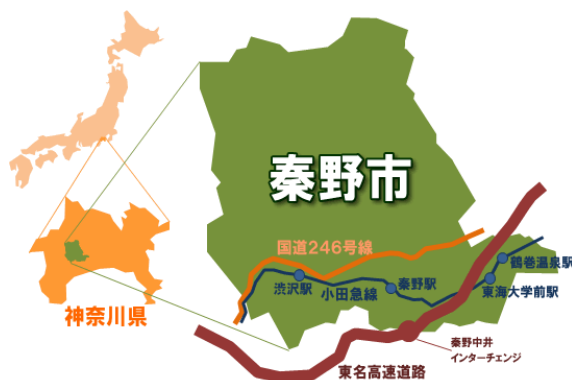 秦野市
国道246号線
鶴巻温泉駅
渋沢駅
小田急線
秦野駅
東海大学前駅
神奈川県
秦野中井
インターチェンジ
東名高速道路